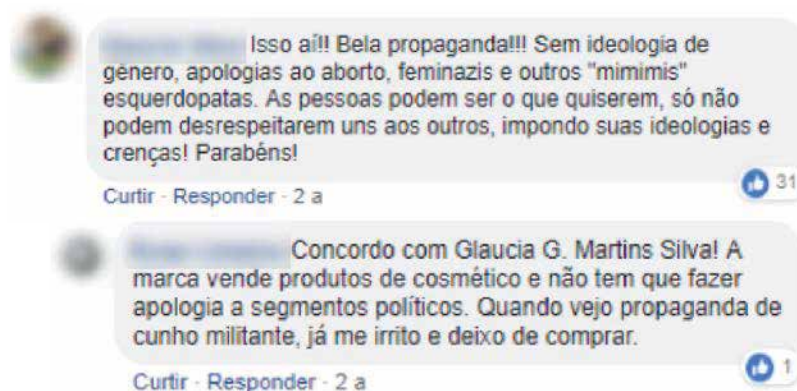 Isso aí!! Bela propaganda!!! Sem ideologia de
gênero, apologias ao aborto, feminazis e outros "mimimis"
esquerdopatas. As pessoas podem ser o que quiserem, só não
podem desrespeitarem uns aos outros, impondo suas ideologias e
crenças! Parabéns!
31
Curtir · Responder · 2 a
Concordo com Glaucia G. Martins Silva! A
marca vende produtos de cosmético e não tem que fazer
apologia a segmentos políticos. Quando vejo propaganda de
cunho militante, já me irrito e deixo de comprar.
1
Curtir · Responder · 2 a